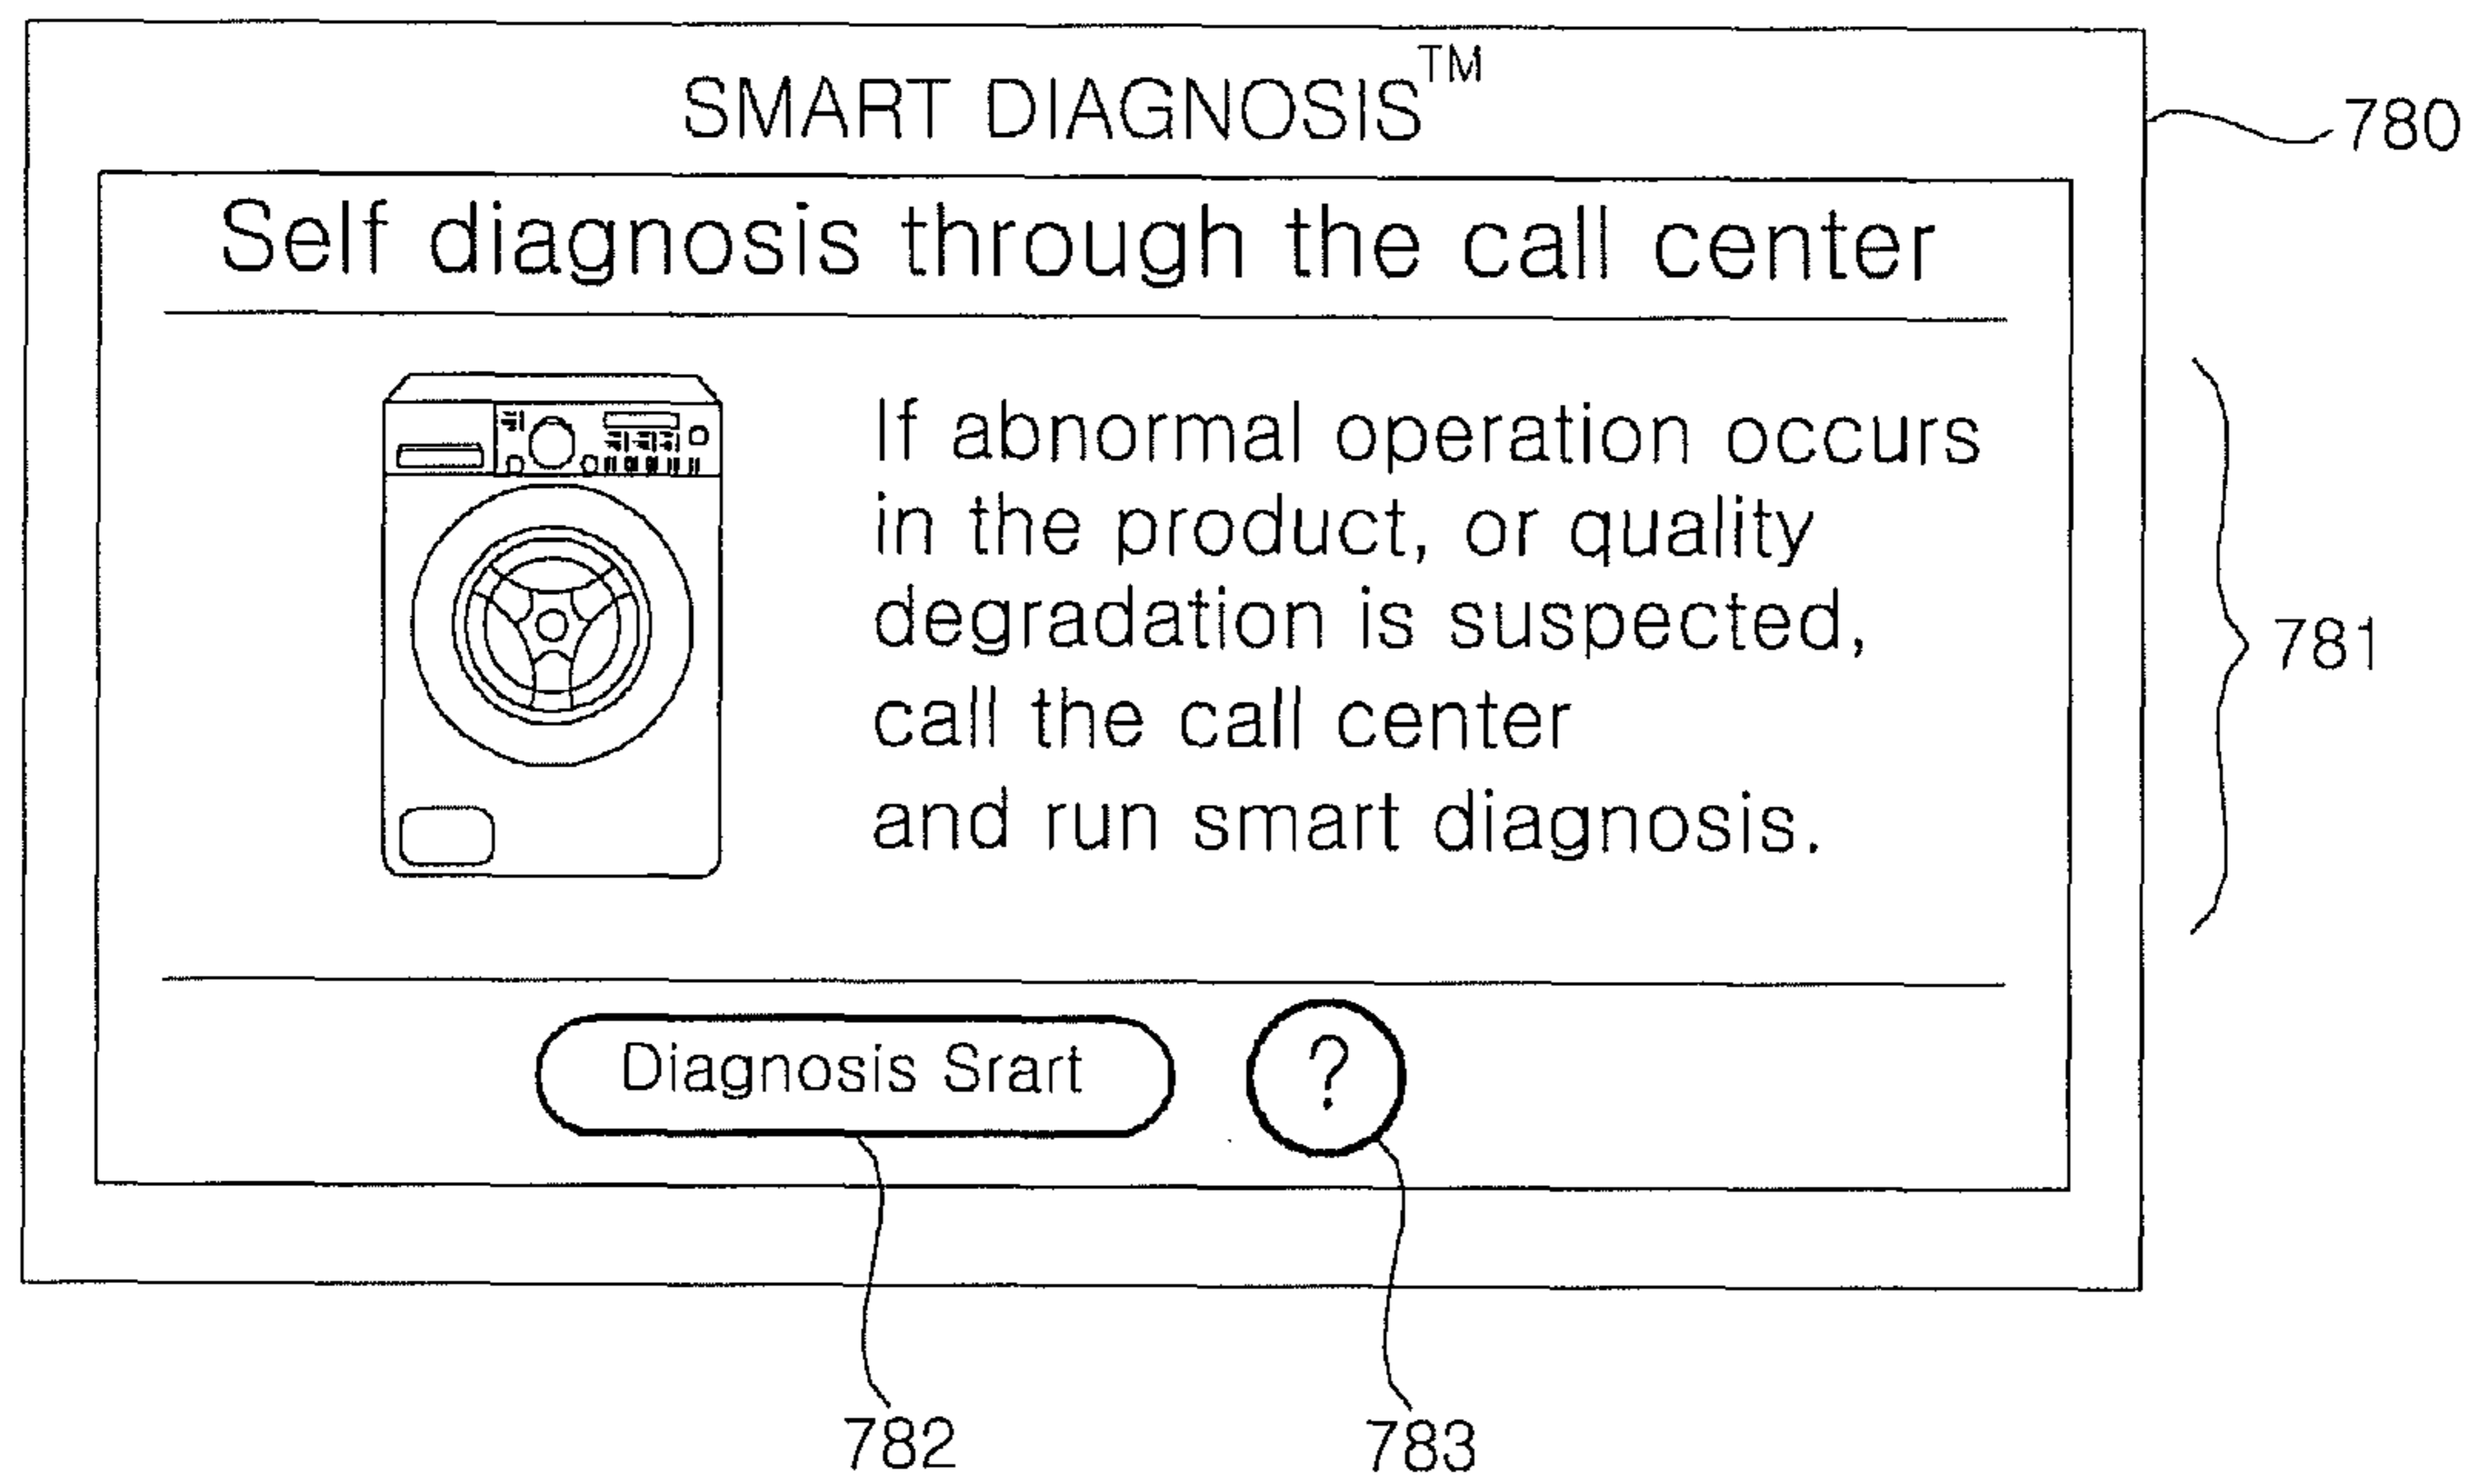 SMART DIAGNOSIS™
780
Self diagnosis through the call center
If abnormal operation occurs
in the product, or quality
degradation is suspected,
call the call center
and run smart diagnosis.
781
Diagnosis Srart
?
782
783